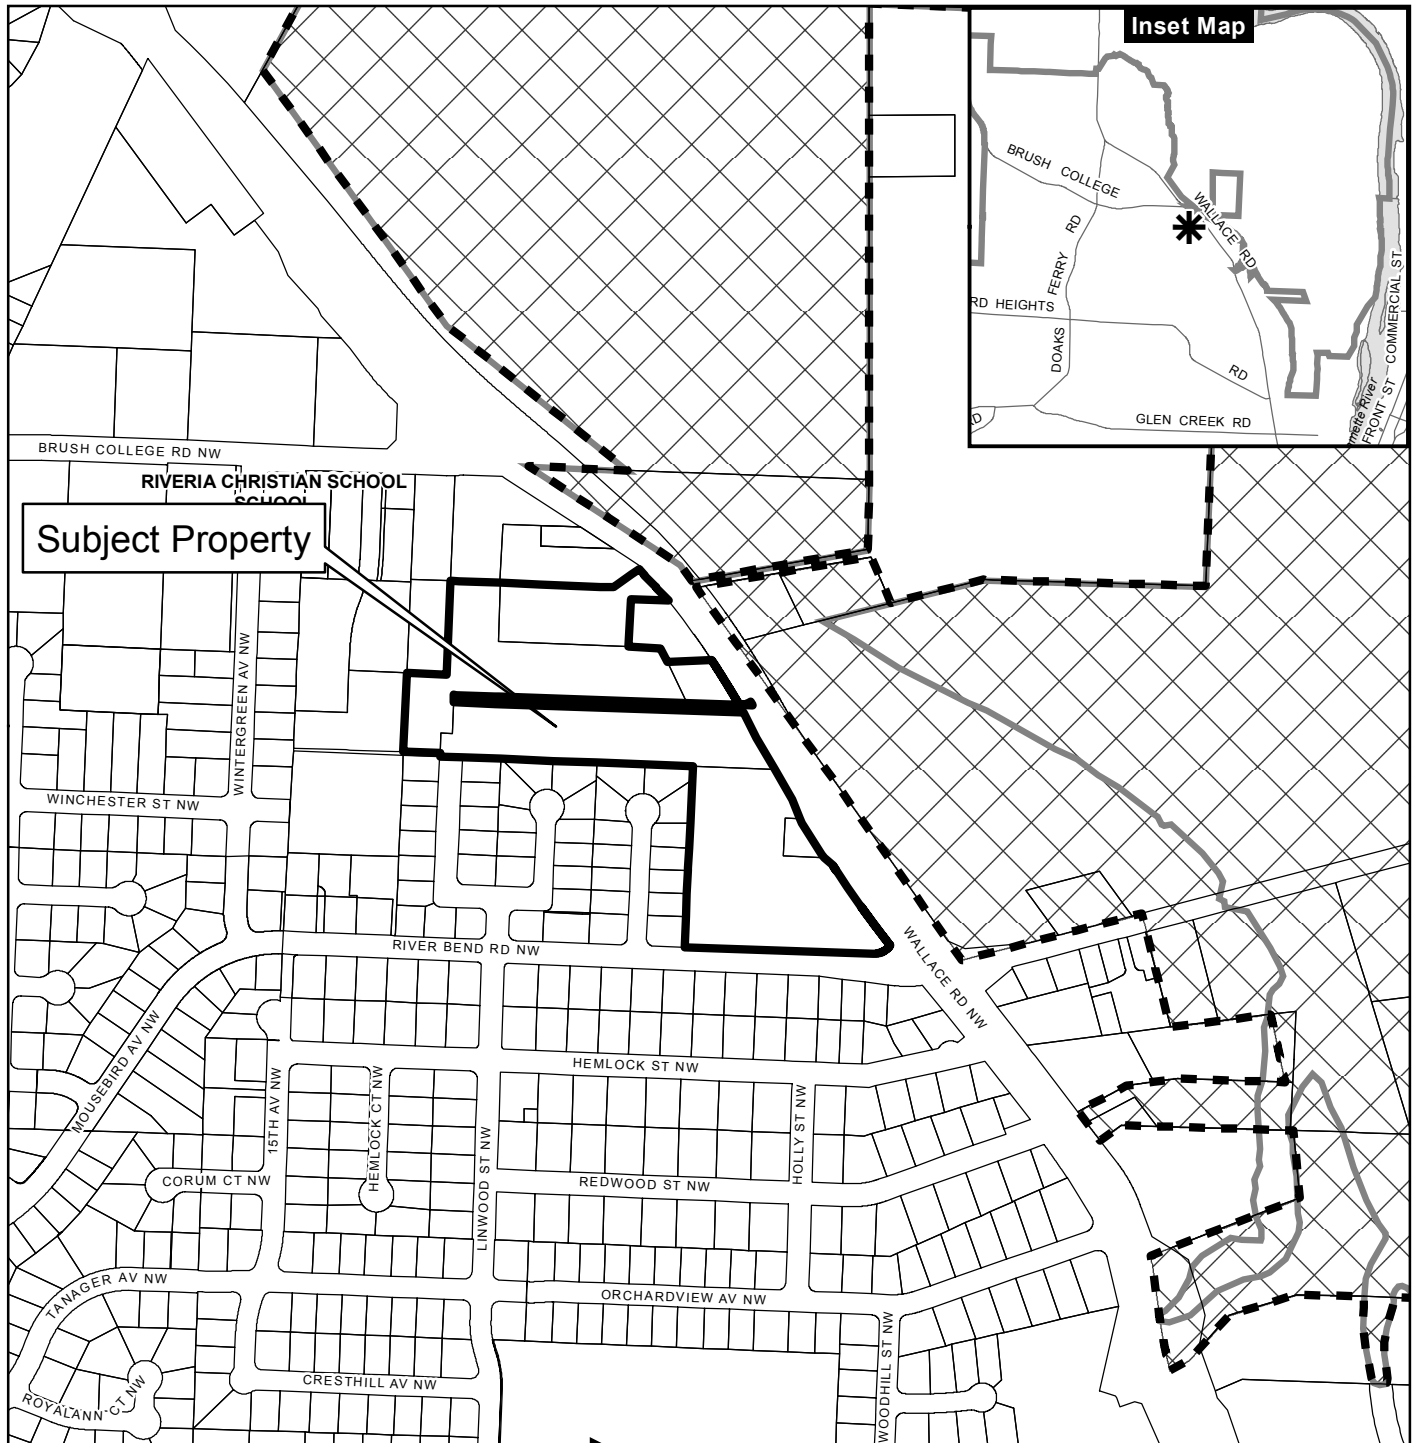 Inset Map
BRUSH COLLEGE
WALLACE RD
FERRY RD
DOAKS
RD HEIGHTS
RD
RD
GLEN CREEK RD
COMMERCIAL ST
FRONT ST
mette River
BRUSH COLLEGE RD NW
RIVERIA CHRISTIAN SCHOOL
SCHOOL
Subject Property
WINTERGREEN AV NW
WINCHESTER ST NW
RIVER BEND RD NW
WALLACE RD NW
MOUSEBIRD AV NW
15TH AV NW
HEMLOCK CT NW
LINWOOD ST NW
HEMLOCK ST NW
HOLLY ST NW
CORUM CT NW
REDWOOD ST NW
TANAGER AV NW
ORCHARDVIEW AV NW
WOODHILL ST NW
CRESTHILL AV NW
ROYALANN CT NW